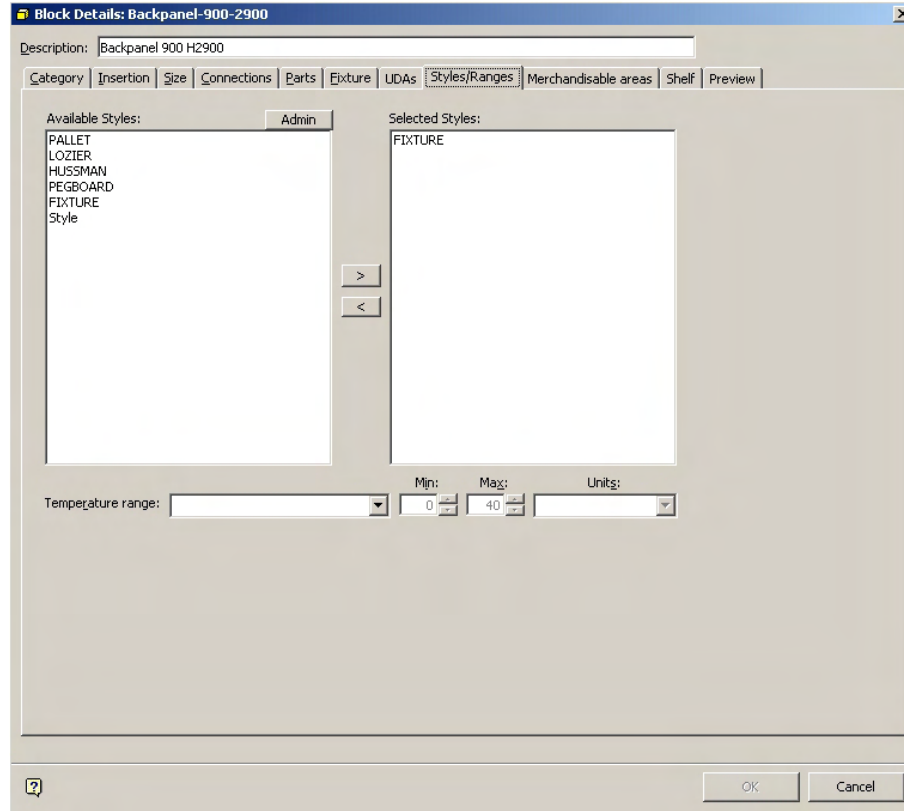 Block Details: Backpanel-900-2900
Description: Backpanel 900 H2900
Category Insertion Size Connections Parts Fixture UDAs Styles/Ranges Merchandisable areas Shelf Preview
Available Styles: Admin Selected Styles:
PALLET FIXTURE
LOZIER
HUSSMAN
PEGBOARD
FIXTURE
Style
>
<
Min: Max: Units:
Temperature range: 0 40
OK Cancel